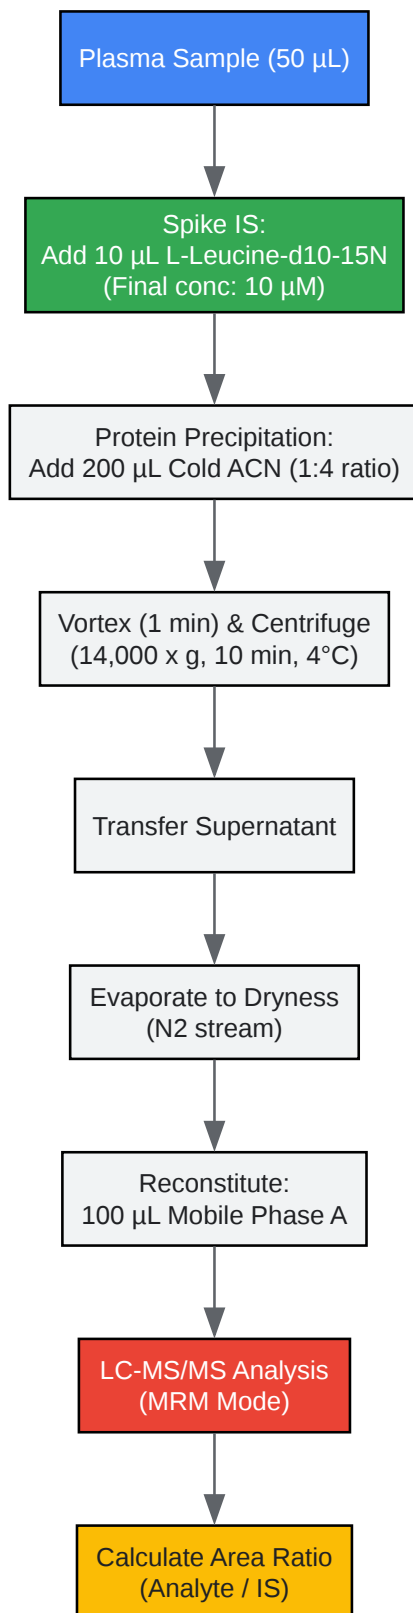 Plasma Sample (50 µL)
Spike IS:
Add 10 µL L-Leucine-d10-15N
(Final conc: 10 µM)
Protein Precipitation:
Add 200 µL Cold ACN (1:4 ratio)
Vortex (1 min) & Centrifuge
(14,000 x g, 10 min, 4°C)
Transfer Supernatant
Evaporate to Dryness
(N2 stream)
Reconstitute:
100 µL Mobile Phase A
LC-MS/MS Analysis
(MRM Mode)
Calculate Area Ratio
(Analyte / IS)